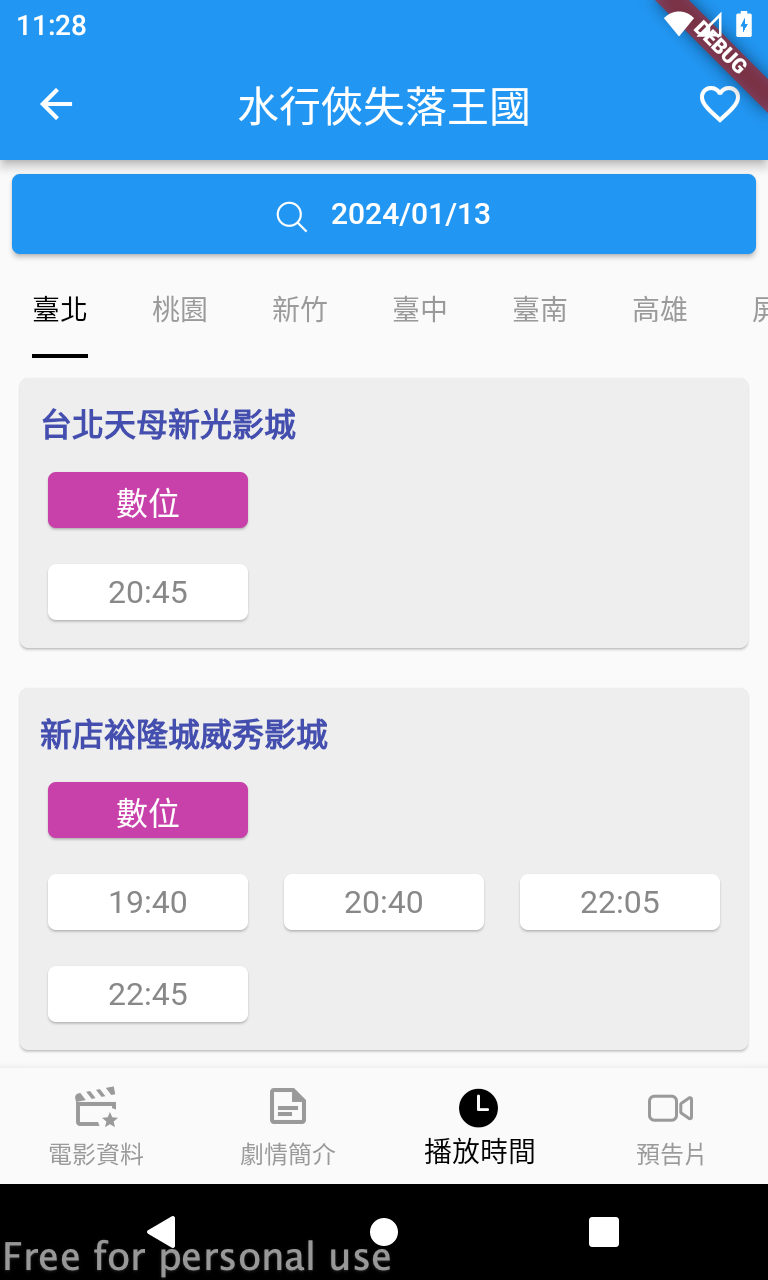 11:28
DEBUG
水行俠失落王國
2024/01/13
臺北 桃園 新竹 臺中 臺南 高雄 屏
台北天母新光影城
數位
20:45
新店裕隆城威秀影城
數位
19:40 20:40 22:05
22:45
電影資料 劇情簡介 播放時間 預告片
Free for personal use